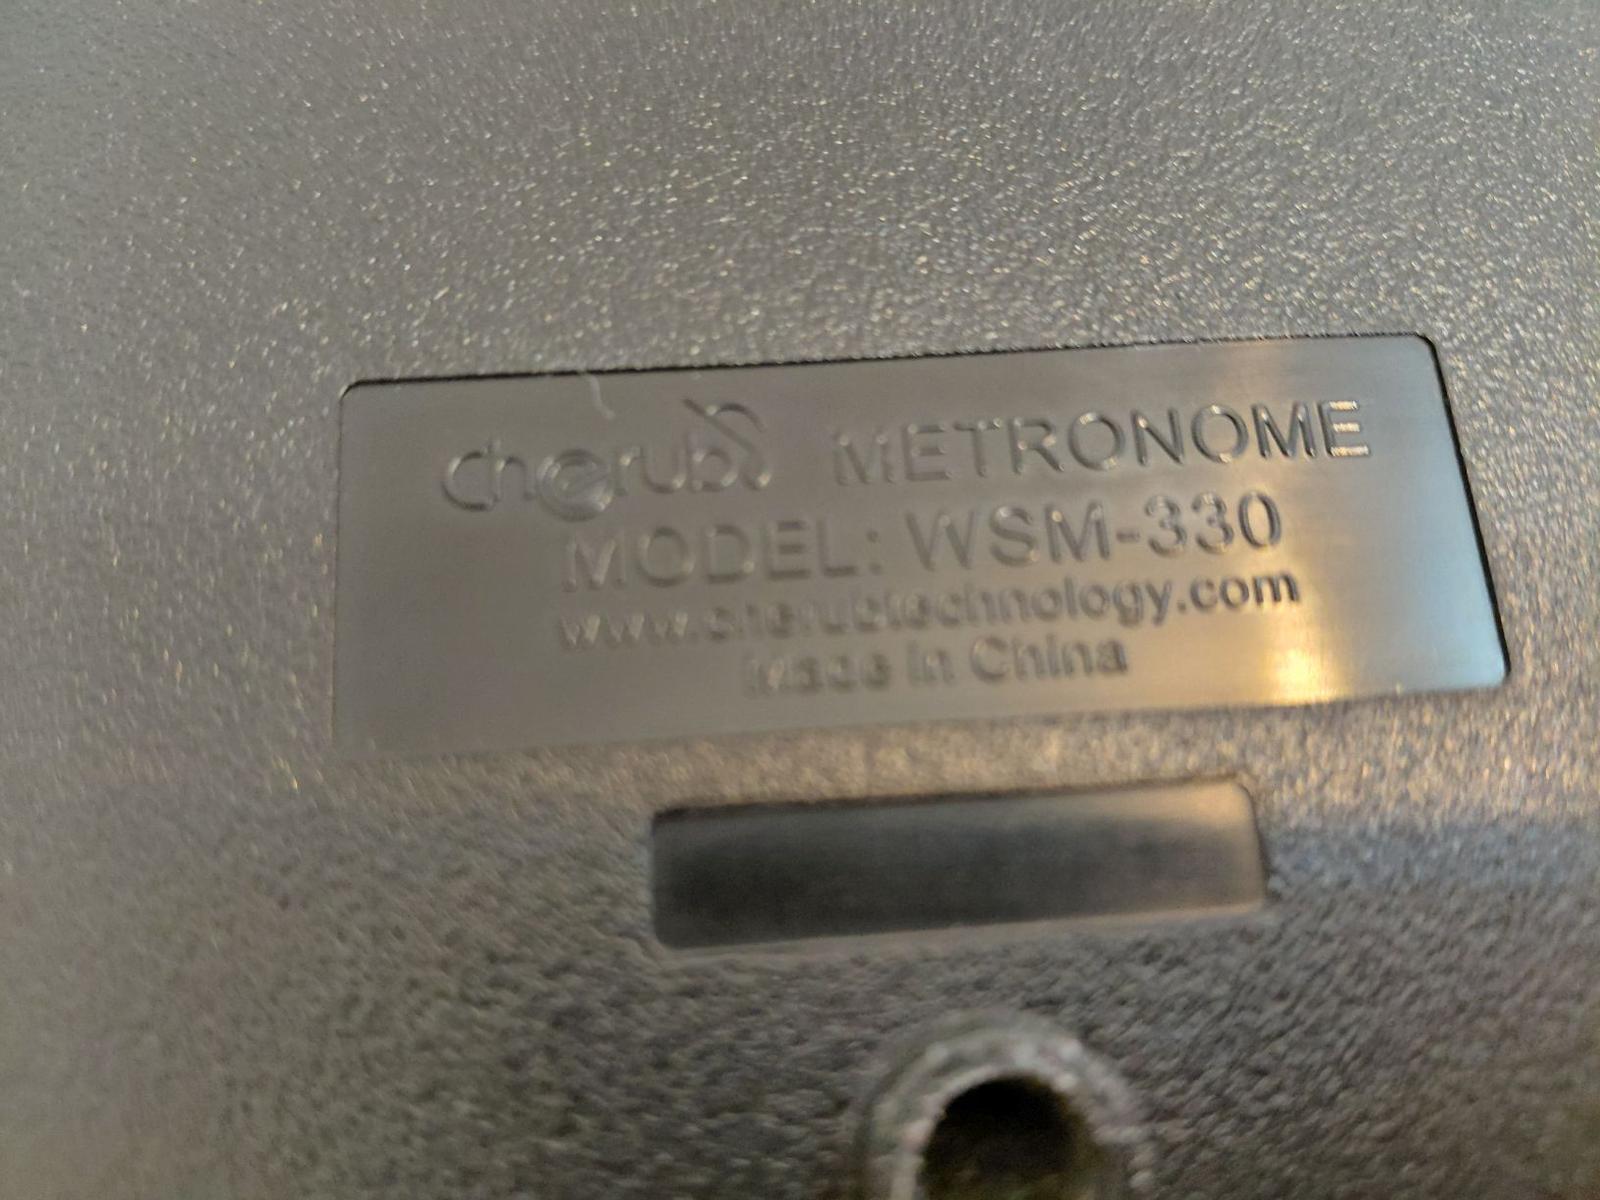 cherub METRONOME
MODEL: WSM-330
www.cherubtechnology.com
Made in China